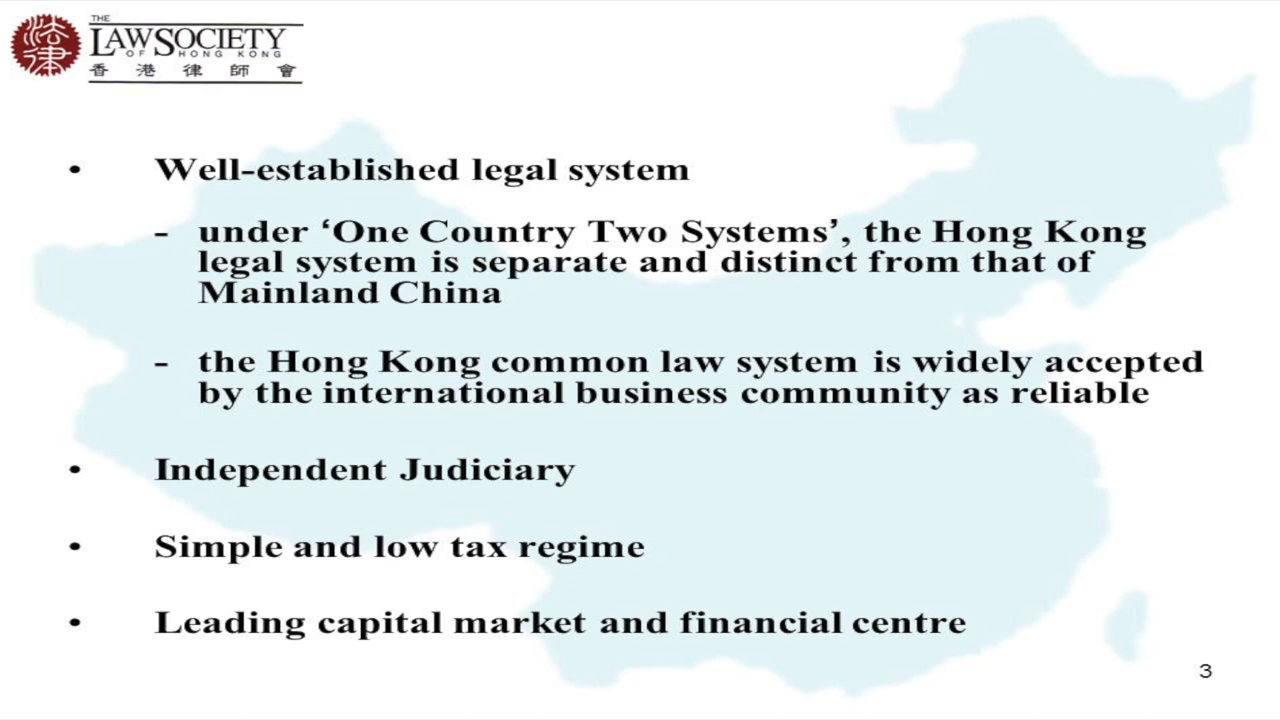 法律
THE
LAW SOCIETY
OF HONG KONG
香港律師會
• Well-established legal system
- under ‘One Country Two Systems’, the Hong Kong
legal system is separate and distinct from that of
Mainland China
- the Hong Kong common law system is widely accepted
by the international business community as reliable
• Independent Judiciary
• Simple and low tax regime
• Leading capital market and financial centre
3